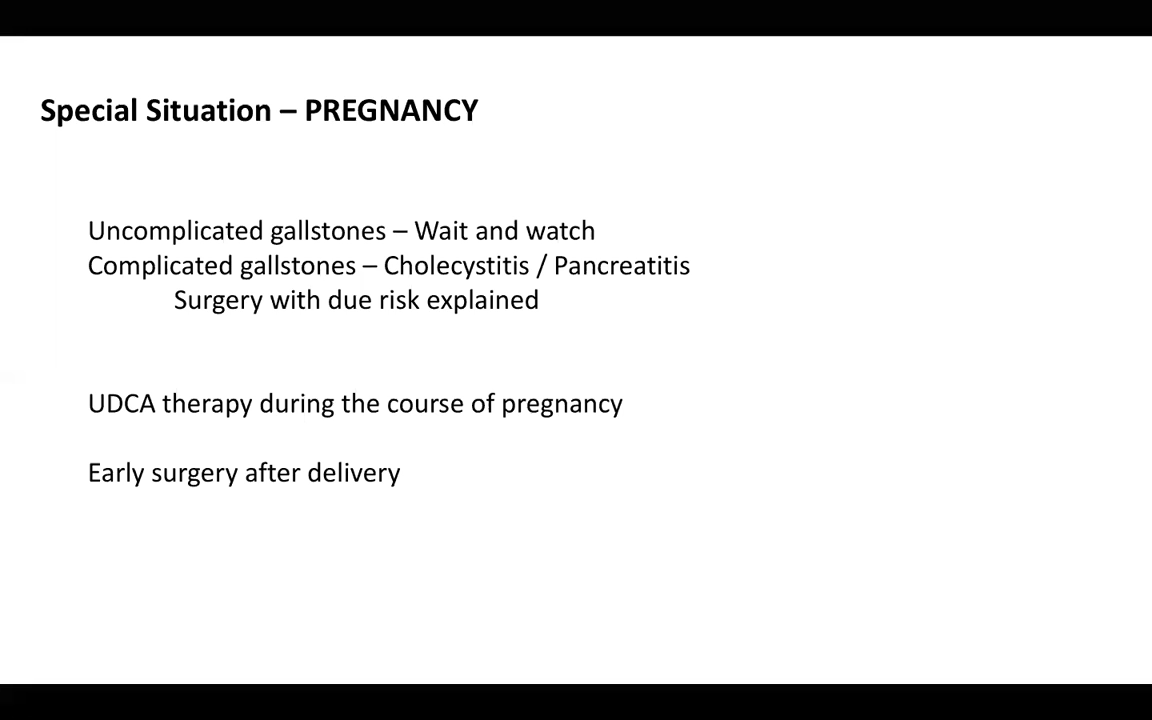 Special Situation – PREGNANCY
Uncomplicated gallstones – Wait and watch
Complicated gallstones – Cholecystitis / Pancreatitis
Surgery with due risk explained
UDCA therapy during the course of pregnancy
Early surgery after delivery